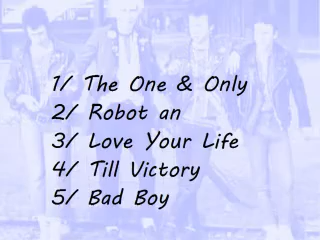 1/ The One & Only
2/ Robot an
3/ Love Your Life
4/ Till Victory
5/ Bad Boy